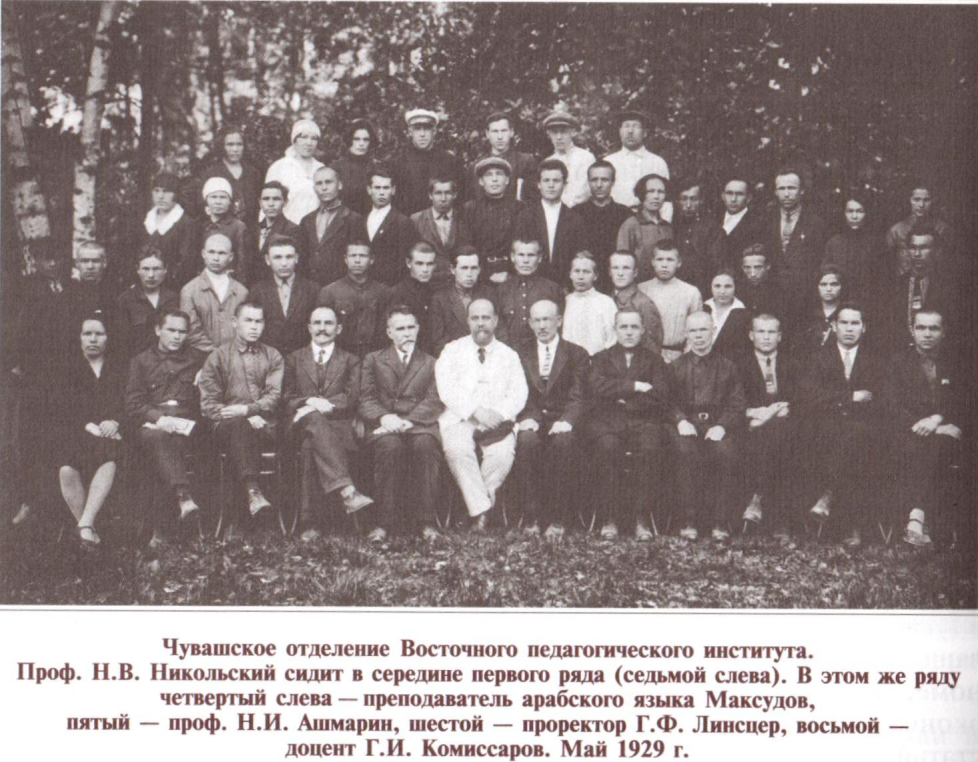 Чувашское отделение Восточного педагогического института.
Проф. Н.В. Никольский сидит в середине первого ряда (седьмой слева). В этом же ряду
четвертый слева — преподаватель арабского языка Максудов,
пятый — проф. Н.И. Ашмарин, шестой — проректор Г.Ф. Линсцер, восьмой —
доцент Г.И. Комиссаров. Май 1929 г.